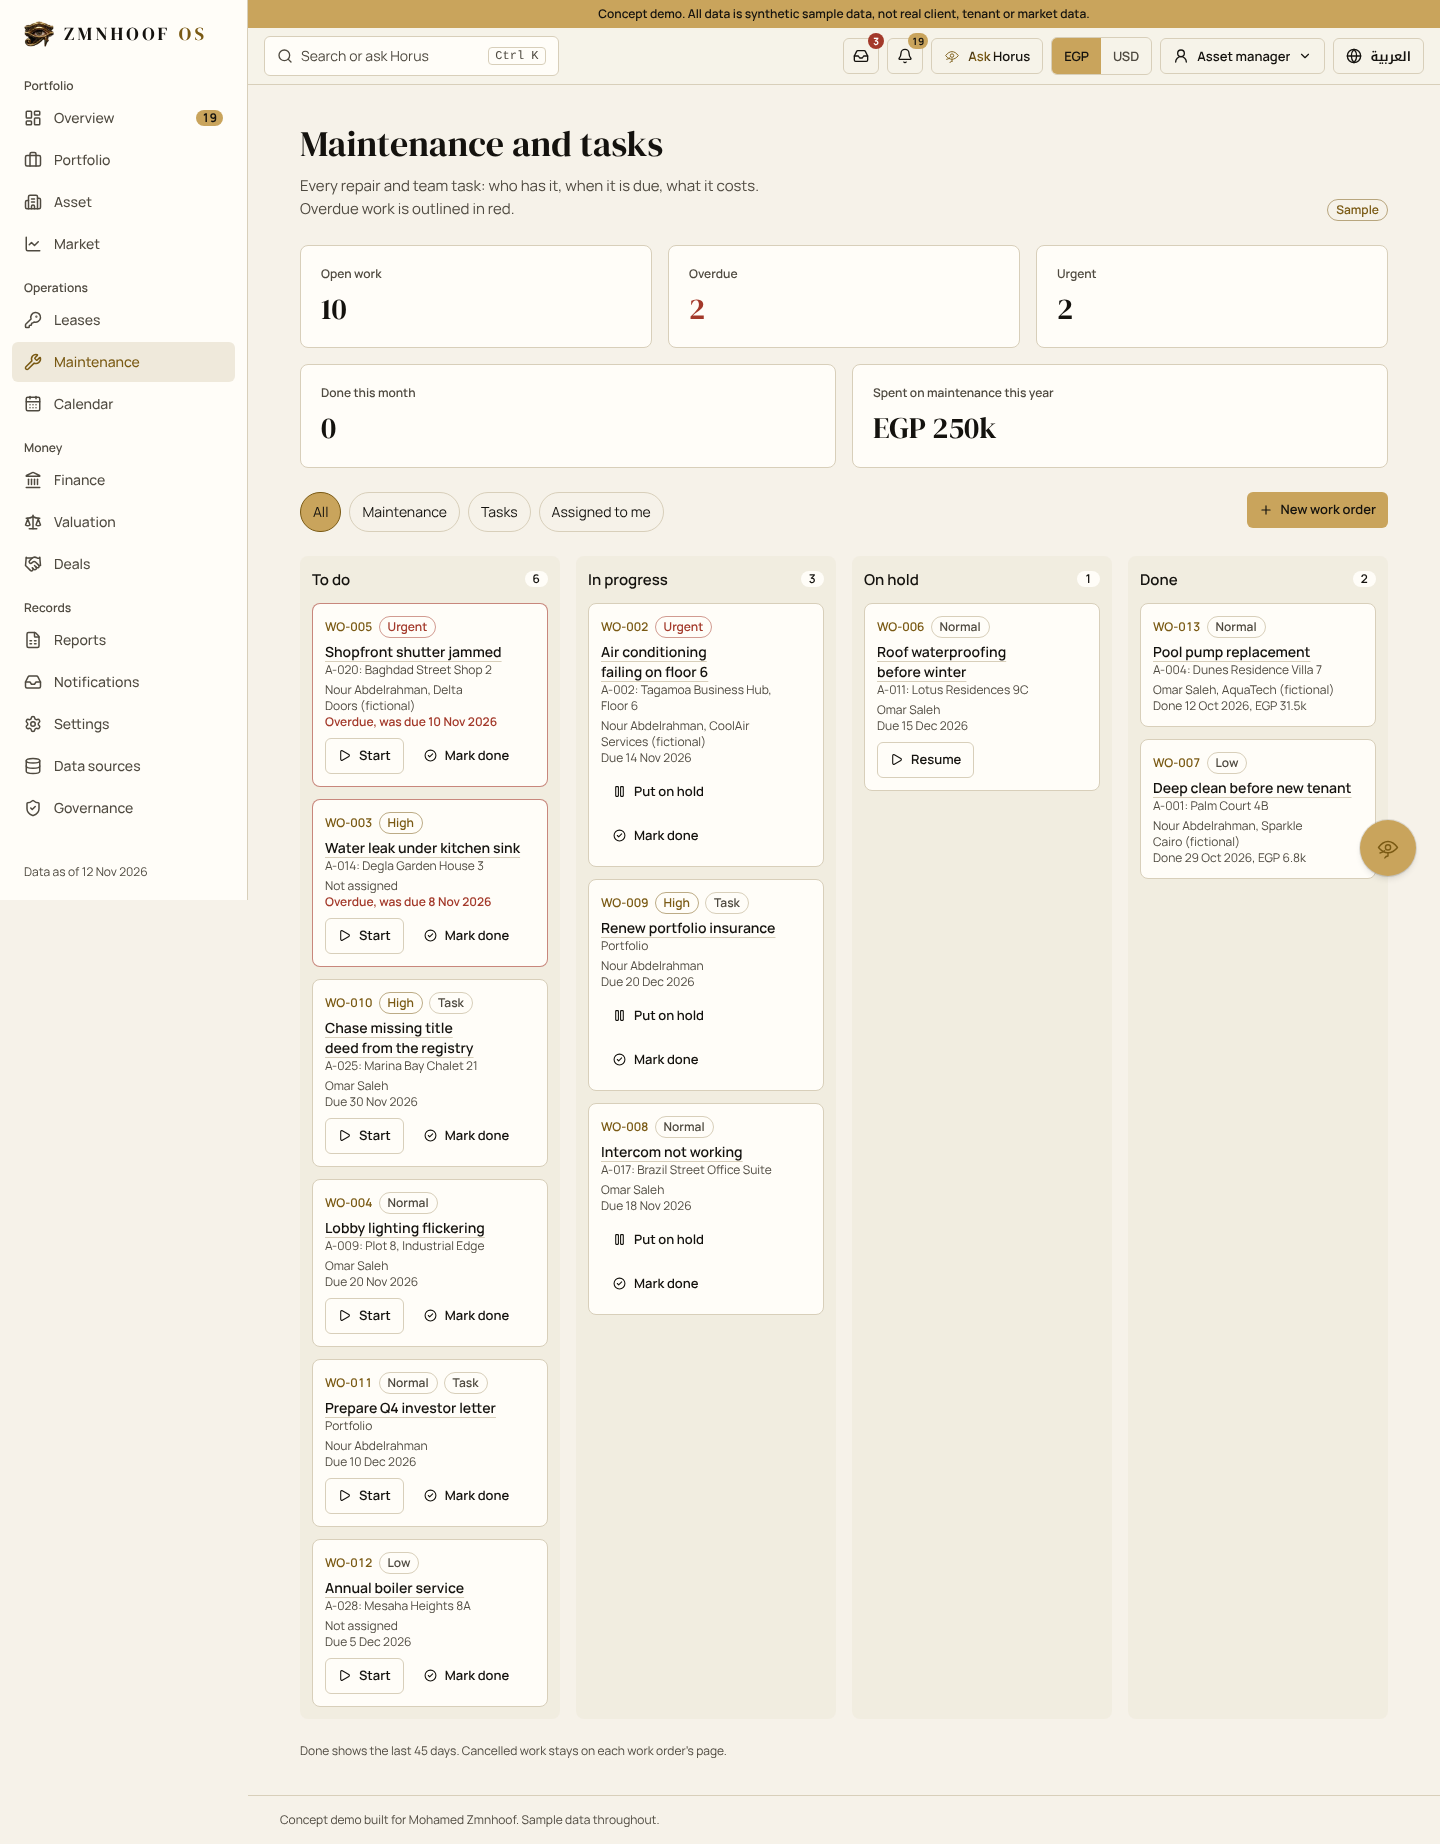 ZMNHOOF OS
Portfolio
Overview 19
Portfolio
Asset
Market
Operations
Leases
Maintenance
Calendar
Money
Finance
Valuation
Deals
Records
Reports
Notifications
Settings
Data sources
Governance
Data as of 12 Nov 2026
Concept demo. All data is synthetic sample data, not real client, tenant or market data.
Search or ask Horus Ctrl K
3
19
Ask Horus
EGP USD
Asset manager
العربية
Maintenance and tasks
Every repair and team task: who has it, when it is due, what it costs.
Overdue work is outlined in red.
Sample
Open work
10
Overdue
2
Urgent
2
Done this month
0
Spent on maintenance this year
EGP 250k
All Maintenance Tasks Assigned to me
New work order
To do 6
WO-005 Urgent
Shopfront shutter jammed
A-020: Baghdad Street Shop 2
Nour Abdelrahman, Delta
Doors (fictional)
Overdue, was due 10 Nov 2026
Start Mark done
WO-003 High
Water leak under kitchen sink
A-014: Degla Garden House 3
Not assigned
Overdue, was due 8 Nov 2026
Start Mark done
WO-010 High Task
Chase missing title
deed from the registry
A-025: Marina Bay Chalet 21
Omar Saleh
Due 30 Nov 2026
Start Mark done
WO-004 Normal
Lobby lighting flickering
A-009: Plot 8, Industrial Edge
Omar Saleh
Due 20 Nov 2026
Start Mark done
WO-011 Normal Task
Prepare Q4 investor letter
Portfolio
Nour Abdelrahman
Due 10 Dec 2026
Start Mark done
WO-012 Low
Annual boiler service
A-028: Mesaha Heights 8A
Not assigned
Due 5 Dec 2026
Start Mark done
In progress 3
WO-002 Urgent
Air conditioning
failing on floor 6
A-002: Tagamoa Business Hub,
Floor 6
Nour Abdelrahman, CoolAir
Services (fictional)
Due 14 Nov 2026
Put on hold
Mark done
WO-009 High Task
Renew portfolio insurance
Portfolio
Nour Abdelrahman
Due 20 Dec 2026
Put on hold
Mark done
WO-008 Normal
Intercom not working
A-017: Brazil Street Office Suite
Omar Saleh
Due 18 Nov 2026
Put on hold
Mark done
On hold 1
WO-006 Normal
Roof waterproofing
before winter
A-011: Lotus Residences 9C
Omar Saleh
Due 15 Dec 2026
Resume
Done 2
WO-013 Normal
Pool pump replacement
A-004: Dunes Residence Villa 7
Omar Saleh, AquaTech (fictional)
Done 12 Oct 2026, EGP 31.5k
WO-007 Low
Deep clean before new tenant
A-001: Palm Court 4B
Nour Abdelrahman, Sparkle
Cairo (fictional)
Done 29 Oct 2026, EGP 6.8k
Done shows the last 45 days. Cancelled work stays on each work order's page.
Concept demo built for Mohamed Zmnhoof. Sample data throughout.